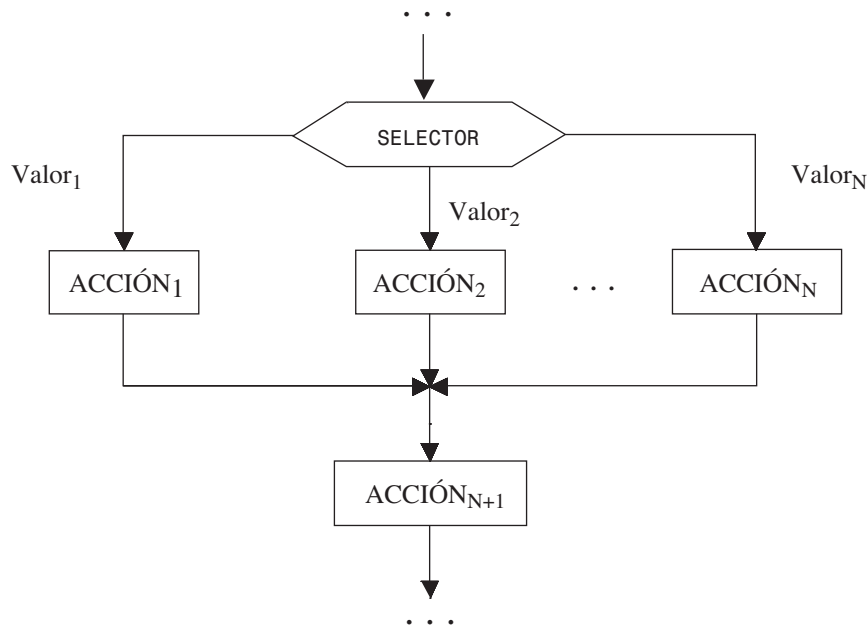 . . .
SELECTOR
Valor1
Valor2
ValorN
ACCIÓN1
ACCIÓN2
. . .
ACCIÓNN
ACCIÓNN+1
. . .